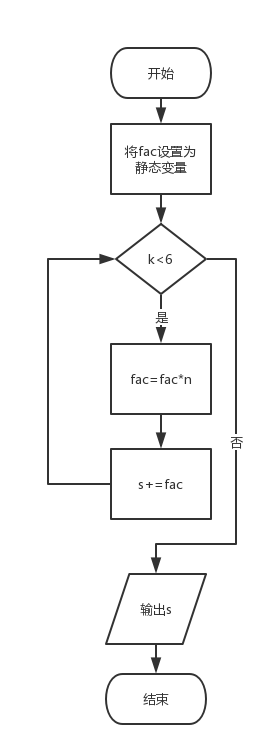 开始
将fac设置为
静态变量
k<6
是
fac=fac*n
否
s+=fac
输出s
结束